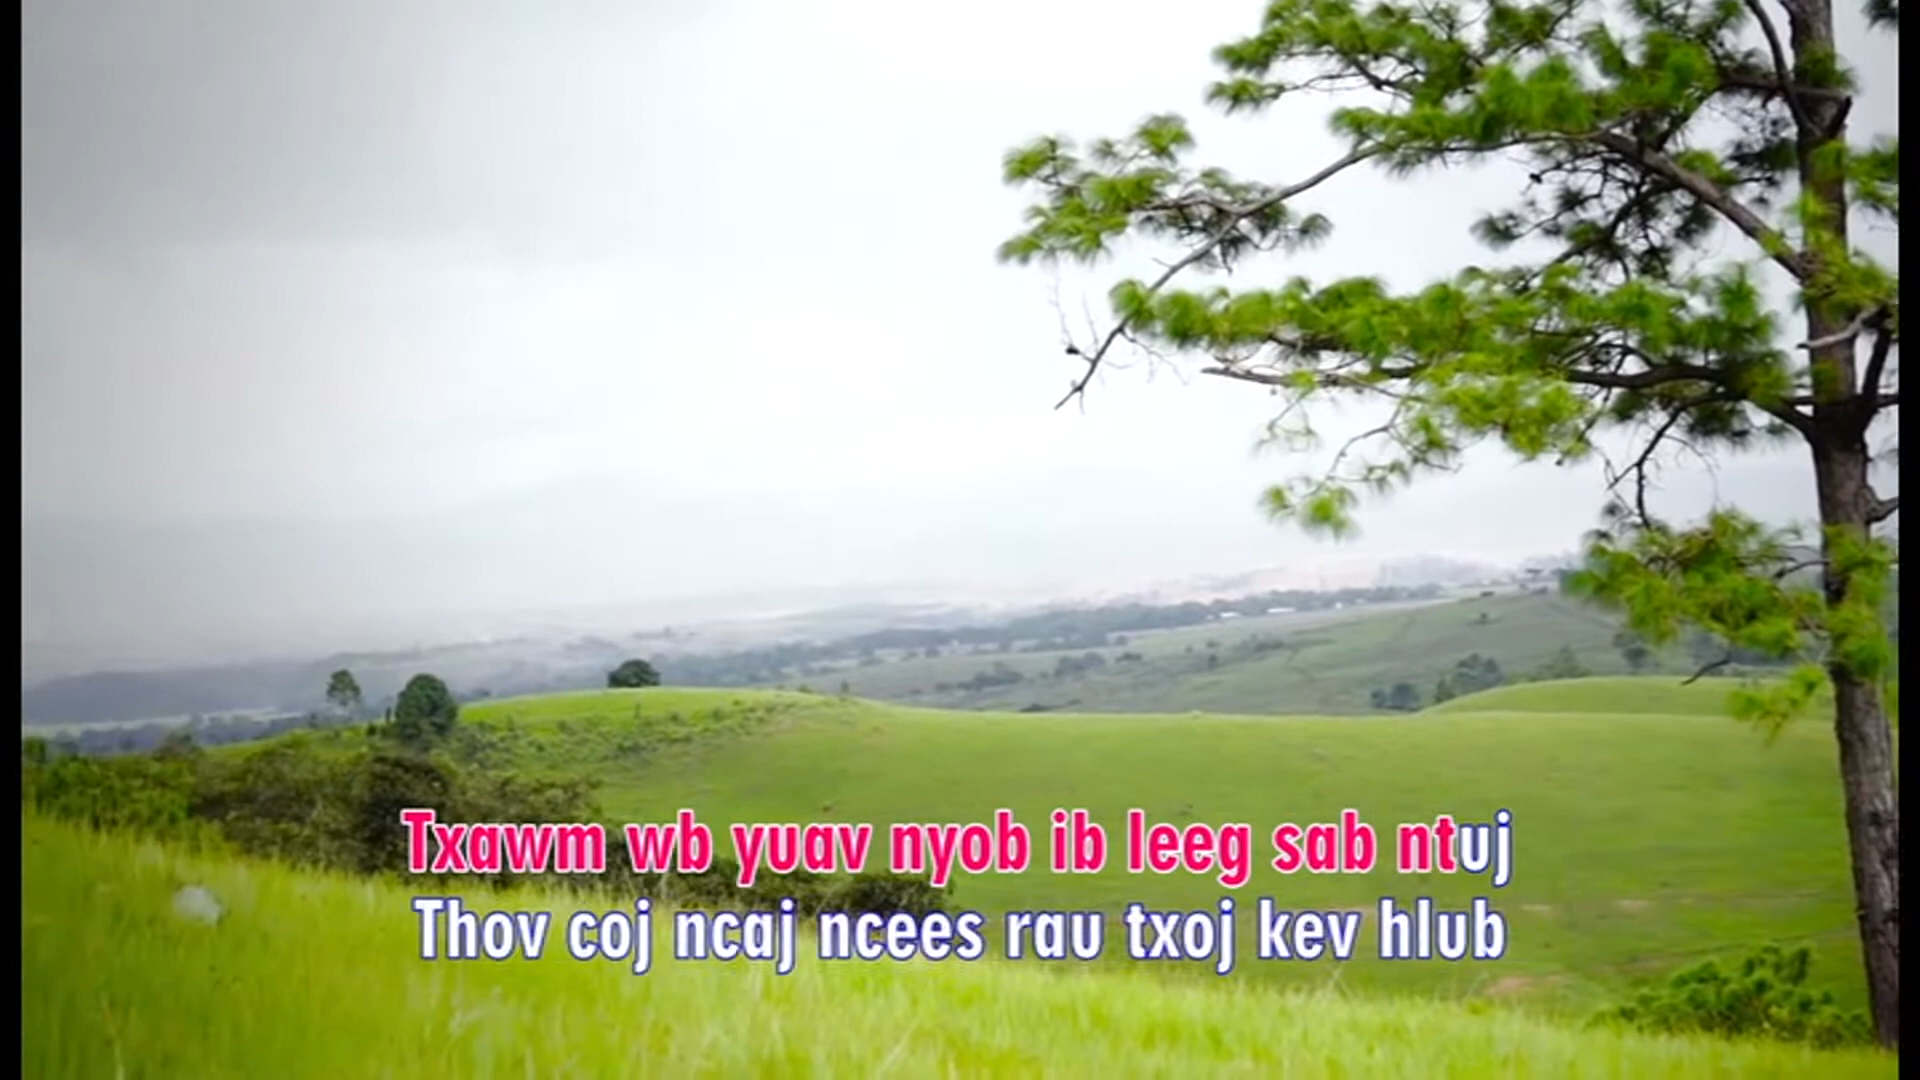 Txawm wb yuav nyob ib leeg sab ntuj
Thov coj ncaj ncees rau txoj kev hlub